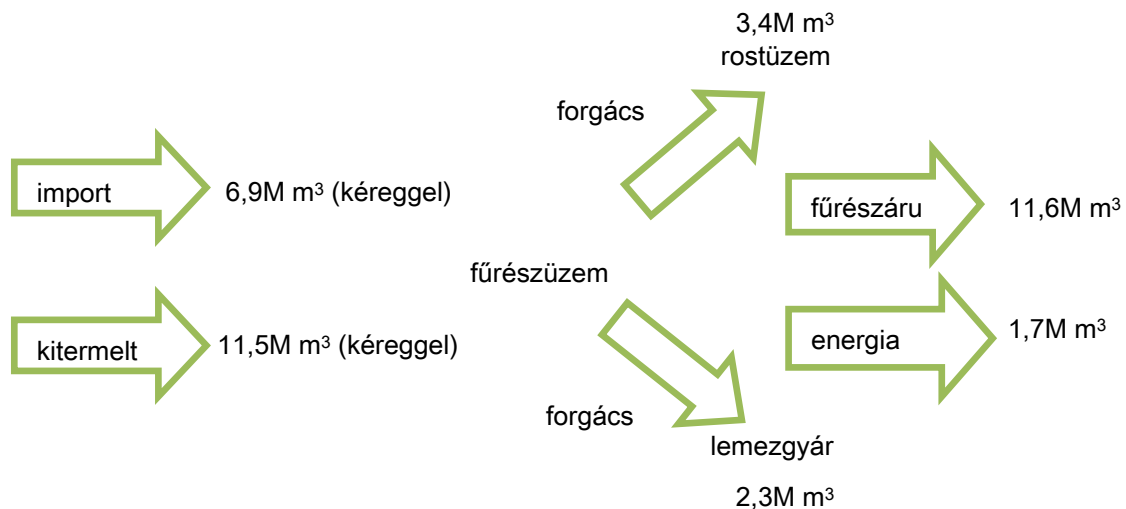 3,4M m³
rostüzem
forgács
import
6,9M m³ (kéreggel)
fűrészáru
11,6M m³
fűrészüzem
kitermelt
11,5M m³ (kéreggel)
energia
1,7M m³
forgács
lemezgyár
2,3M m³